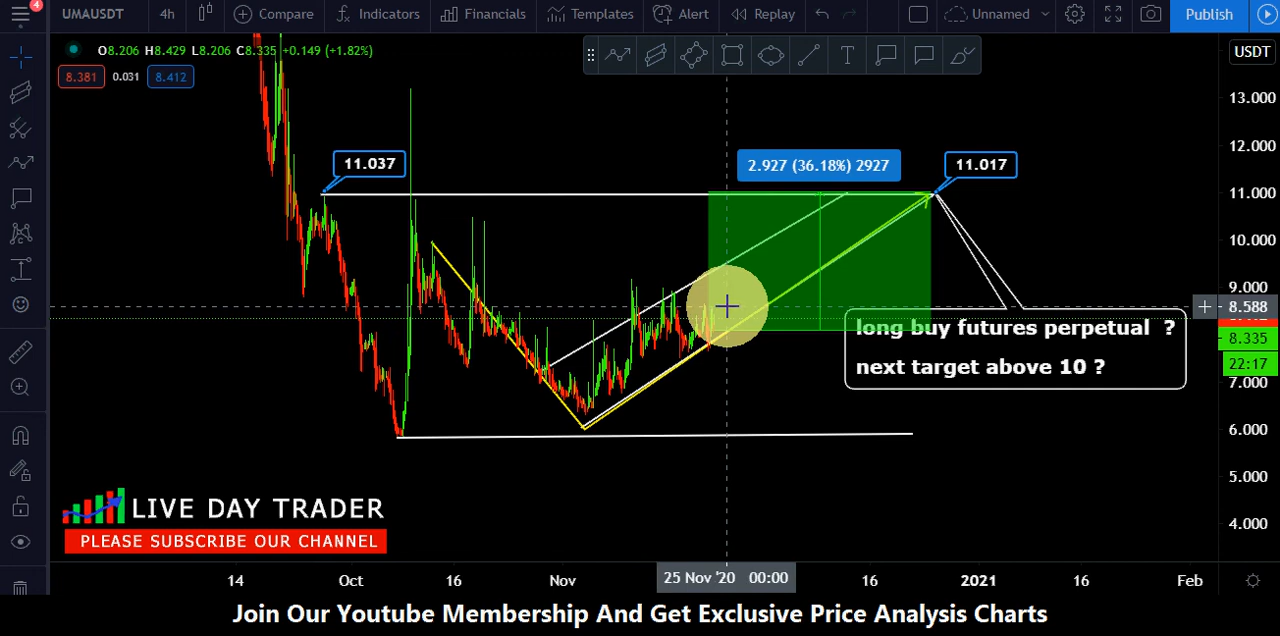 4
UMAUSDT 4h Compare Indicators Financials Templates Alert Replay Unnamed Publish
O8.206 H8.429 L8.206 C8.335 +0.149 (+1.82%)
8.381 0.031 8.412
USDT
13.000
12.000
11.000
10.000
9.000
8.588
8.335
22:17
7.000
6.000
5.000
4.000
11.037
2.927 (36.18%) 2927
11.017
long buy futures perpetual ?
next target above 10 ?
LIVE DAY TRADER
PLEASE SUBSCRIBE OUR CHANNEL
14 Oct 16 Nov 25 Nov '20 00:00 16 2021 16 Feb
Join Our Youtube Membership And Get Exclusive Price Analysis Charts